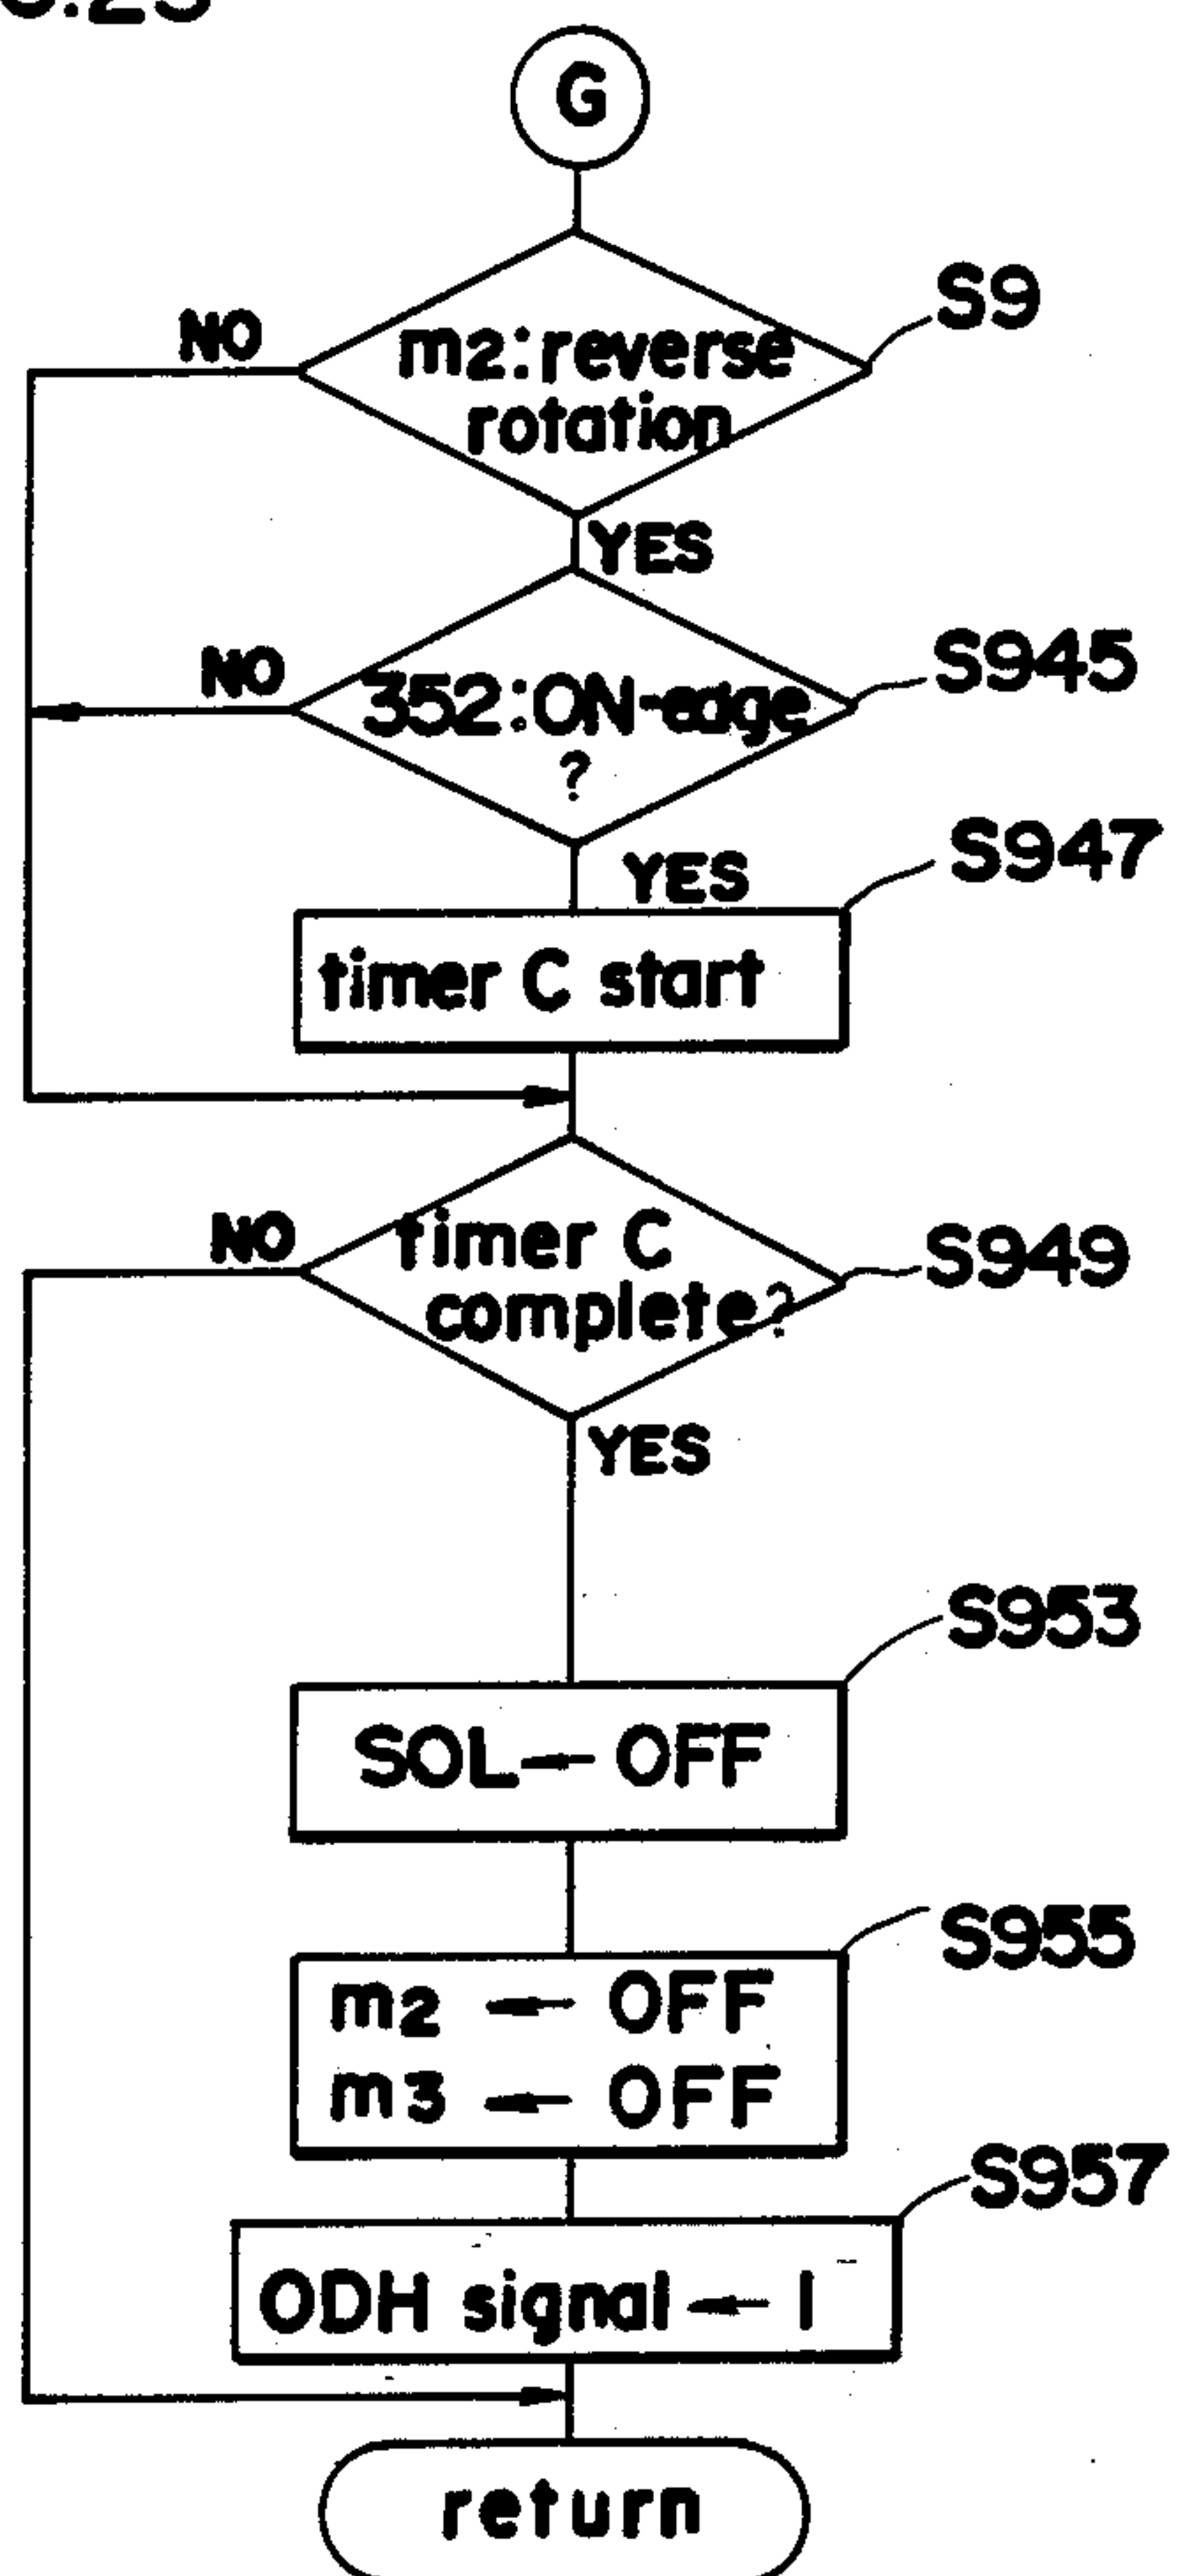 G
S9
NO
m2:reverse
rotation
YES
S945
NO
352:ON-edge
?
YES
S947
timer C start
NO
timer C
complete?
S949
YES
S953
SOL← OFF
S955
m2 ← OFF
m3 ← OFF
S957
ODH signal ← 1
return